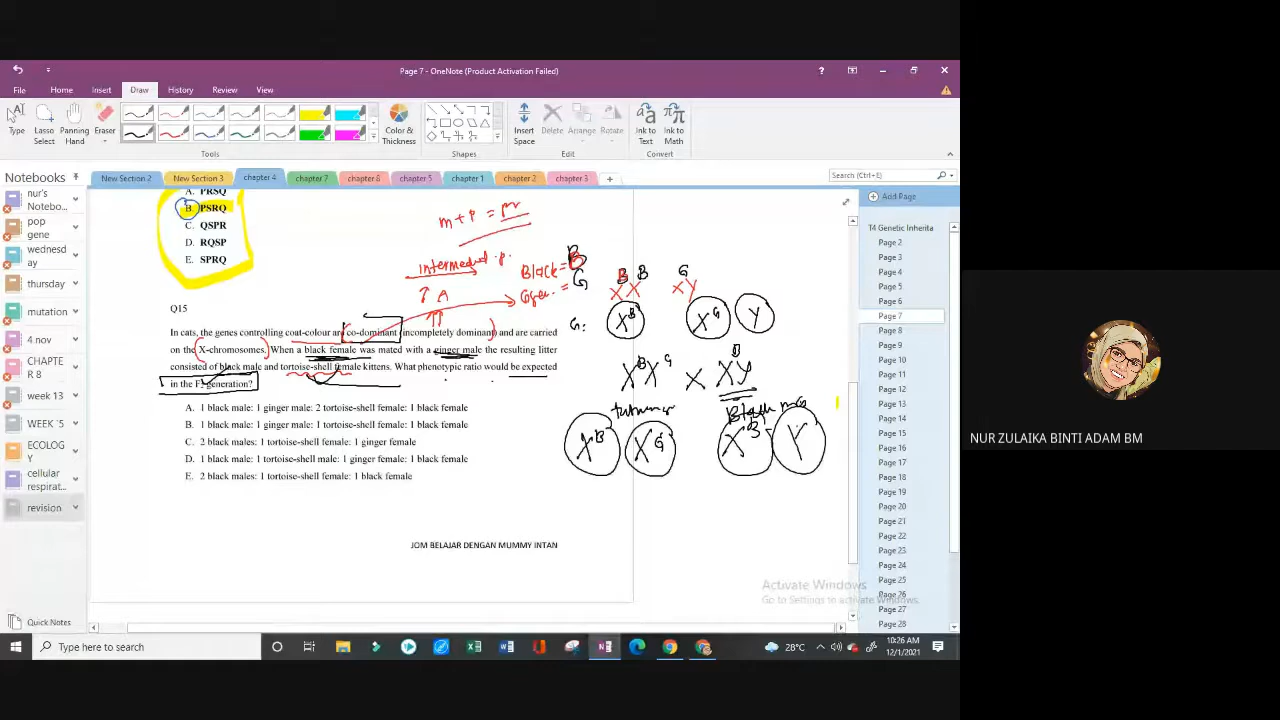 Page 7 - OneNote (Product Activation Failed)
File Home Insert Draw History Review View
Type
Lasso Select
Panning Hand
Eraser
Color & Thickness
Insert Space
Delete
Arrange
Rotate
Ink to Text
Ink to Math
Tools
Shapes
Edit
Convert
Notebooks
New Section 2
New Section 3
chapter 4
chapter 7
chapter 8
chapter 5
chapter 1
chapter 2
chapter 3
Search (Ctrl+E)
nur's Notebo...
pop gene
wednesd ay
thursday
mutation
4 nov
CHAPTE R 8
week 13
WEEK '5
ECOLOG Y
cellular respirat...
revision
Quick Notes
A. PRSQ
B. PSRQ
C. QSPR
D. RQSP
E. SPRQ
m + p = pr
intermed. p.
Black = B
G
A
B B
X X
G
X Y
Q15
In cats, the genes controlling coat-colour are co-dominant (incompletely dominant) and are carried
on the X-chromosomes. When a black female was mated with a ginger male the resulting litter
consisted of black male and tortoise-shell female kittens. What phenotypic ratio would be expected
in the F₂ generation?
A. 1 black male: 1 ginger male: 2 tortoise-shell female: 1 black female
B. 1 black male: 1 ginger male: 1 tortoise-shell female: 1 black female
C. 2 black males: 1 tortoise-shell female: 1 ginger female
D. 1 black male: 1 tortoise-shell male: 1 ginger female: 1 black female
E. 2 black males: 1 tortoise-shell female: 1 black female
G: X^B X^G Y
X^B X^G × X^B Y
X^B X^G X^B Y
JOM BELAJAR DENGAN MUMMY INTAN
Add Page
T4 Genetic Inherita
Page 2
Page 3
Page 4
Page 5
Page 6
Page 7
Page 8
Page 9
Page 10
Page 11
Page 12
Page 13
Page 14
Page 15
Page 16
Page 17
Page 18
Page 19
Page 20
Page 21
Page 22
Page 23
Page 24
Page 25
Page 26
Page 27
Page 28
Activate Windows
Go to Settings to activate Windows.
NUR ZULAIKA BINTI ADAM BM
Type here to search
28°C
10:26 AM
12/1/2021